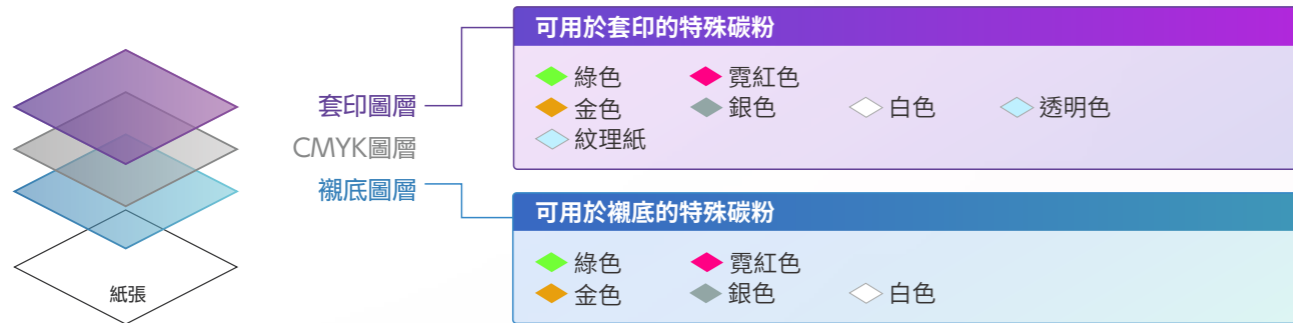 可用於套印的特殊碳粉
綠色 霓紅色
金色 銀色 白色 透明色
紋理紙
套印圖層
CMYK圖層
襯底圖層
可用於襯底的特殊碳粉
綠色 霓紅色
金色 銀色 白色
紙張